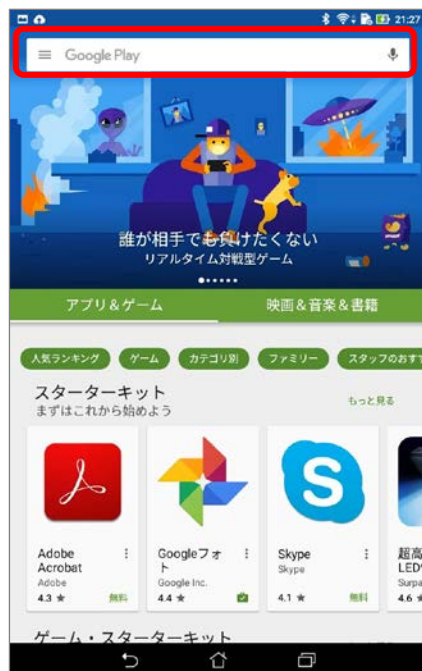 21:27
Google Play
誰が相手でも負けたくない
リアルタイム対戦型ゲーム
アプリ＆ゲーム
映画＆音楽＆書籍
人気ランキング
ゲーム
カテゴリ別
ファミリー
スタッフのおすす
スターターキット
もっと見る
まずはこれから始めよう
Adobe
Acrobat
Adobe
4.3 ★ 無料
Googleフォ
ト
Google Inc.
4.4 ★
Skype
Skype
4.1 ★ 無料
超高
LED
Surpa
4.6 ★
ゲーム・スターターキット